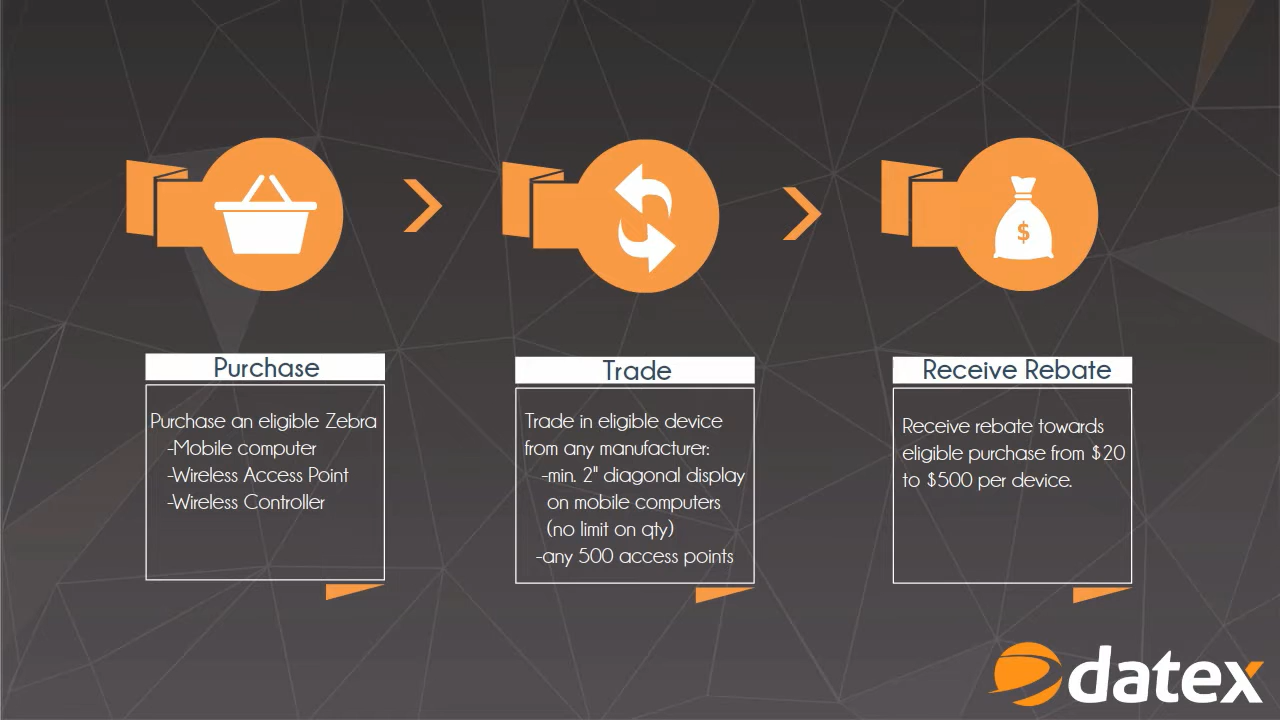 $
Purchase
Purchase an eligible Zebra
-Mobile computer
-Wireless Access Point
-Wireless Controller
Trade
Trade in eligible device
from any manufacturer:
-min. 2" diagonal display
on mobile computers
(no limit on qty)
-any 500 access points
Receive Rebate
Receive rebate towards
eligible purchase from $20
to $500 per device.
datex